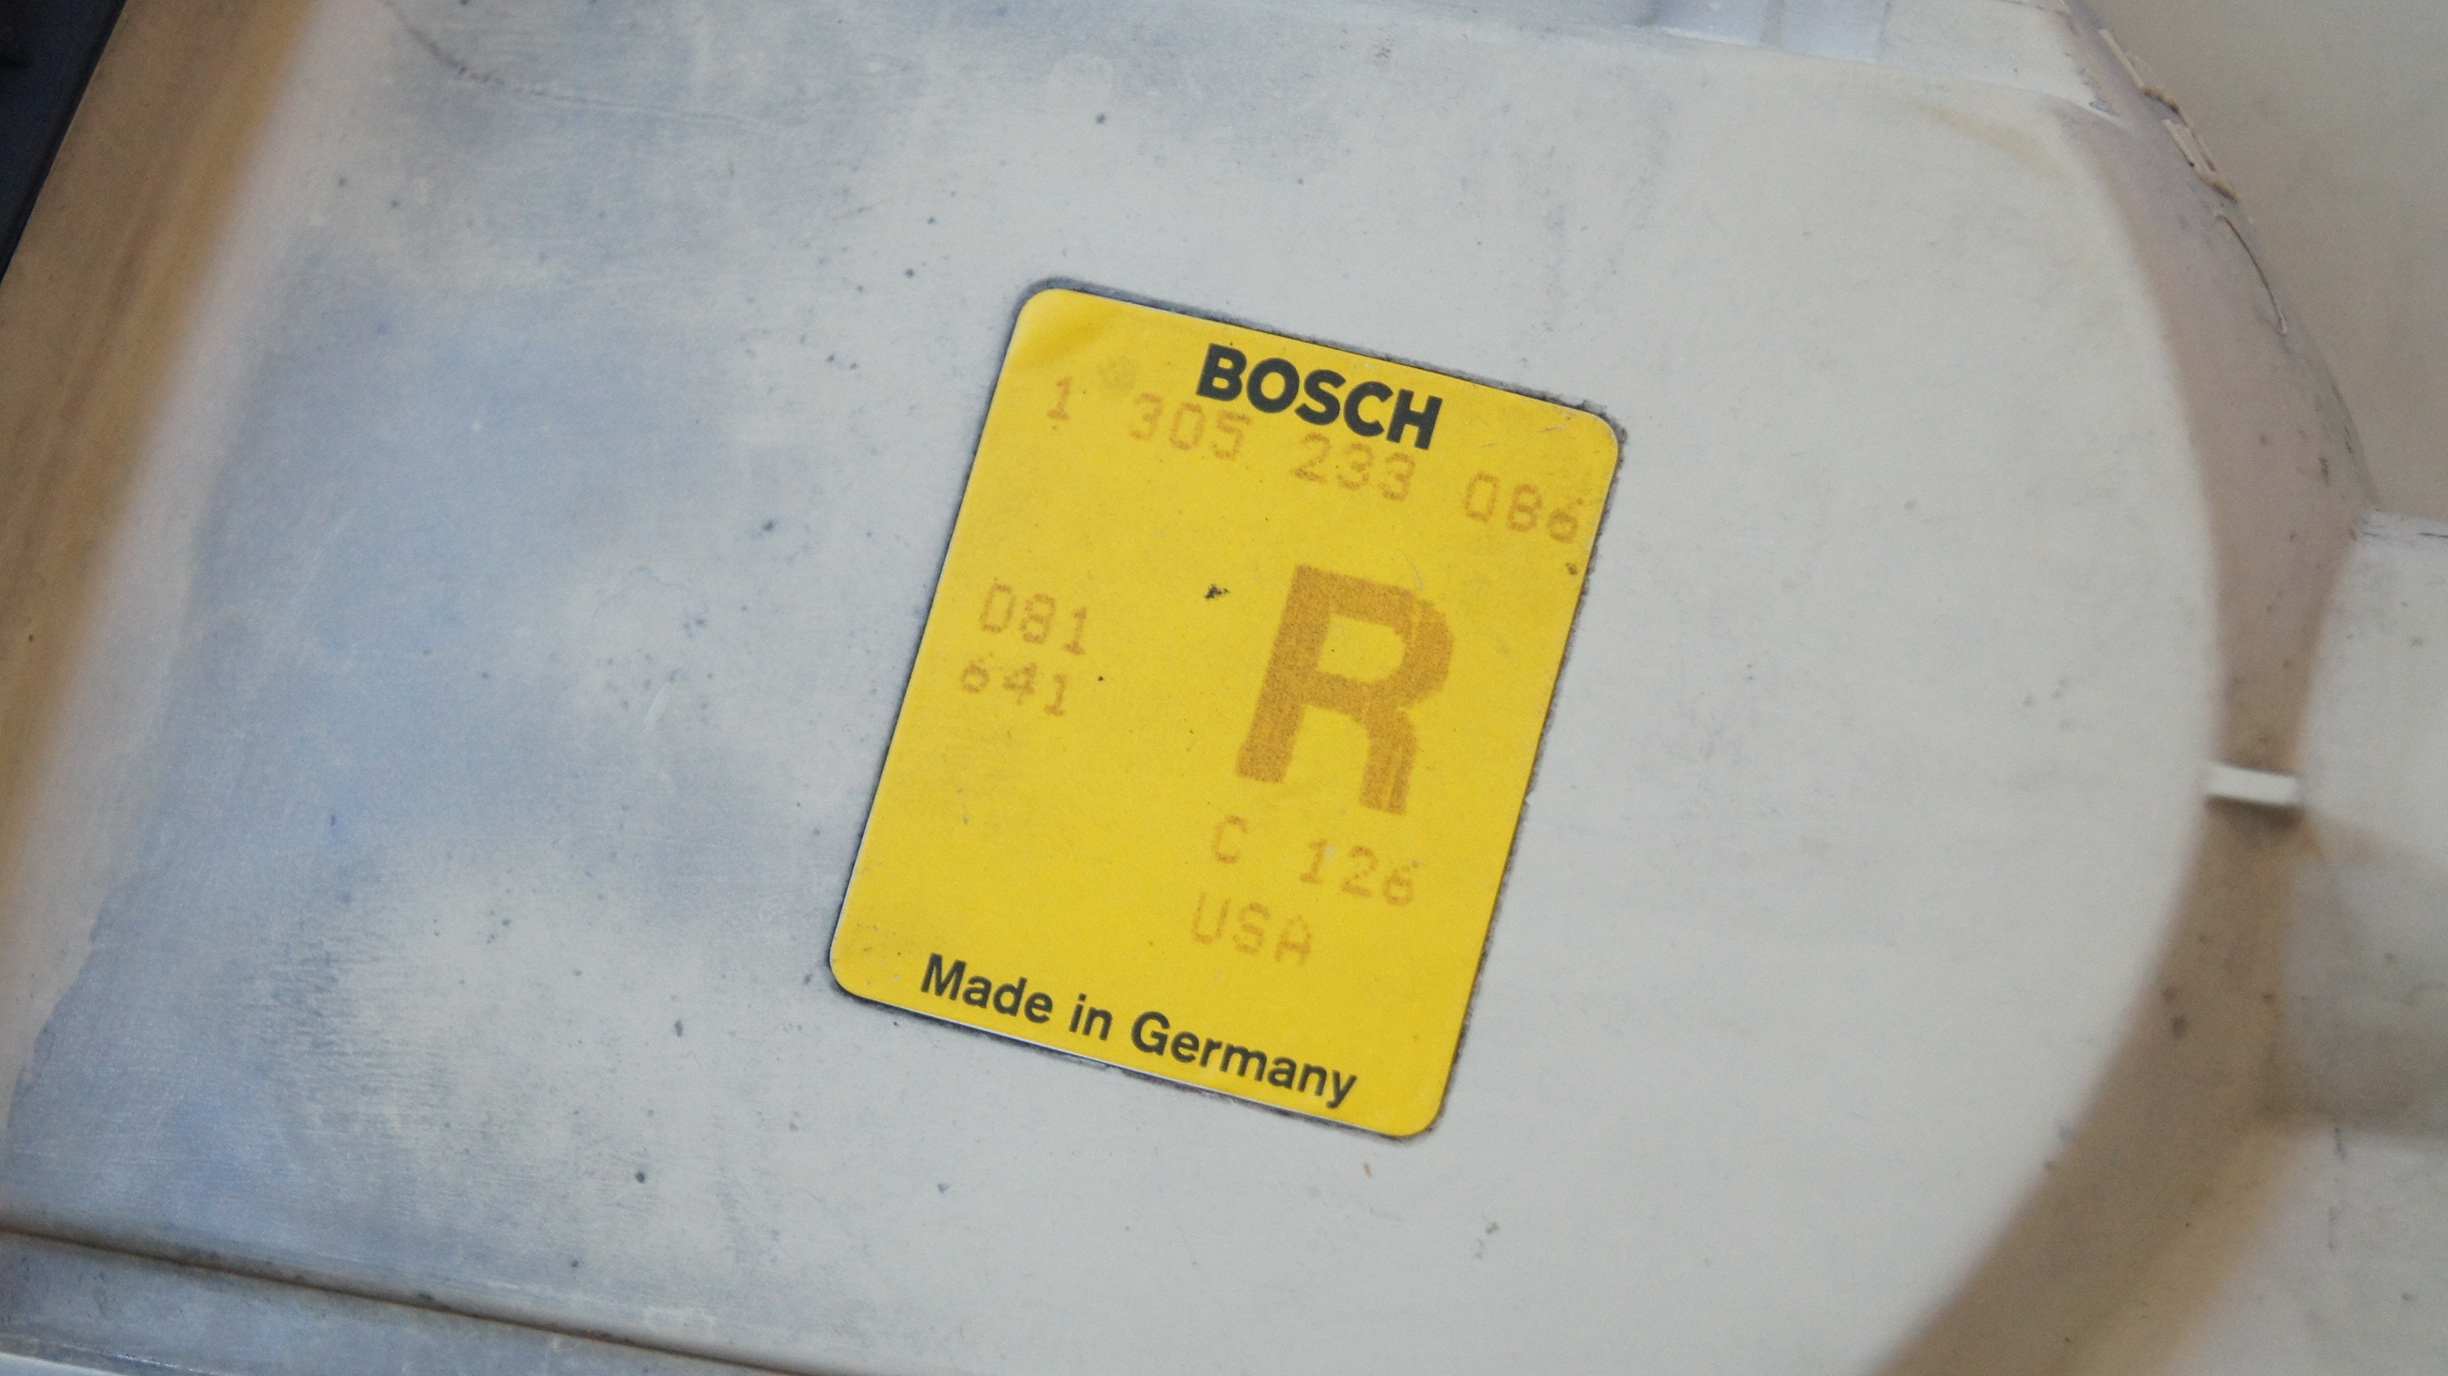 BOSCH
1 305 233 086
R
081
641
C 126
USA
Made in Germany